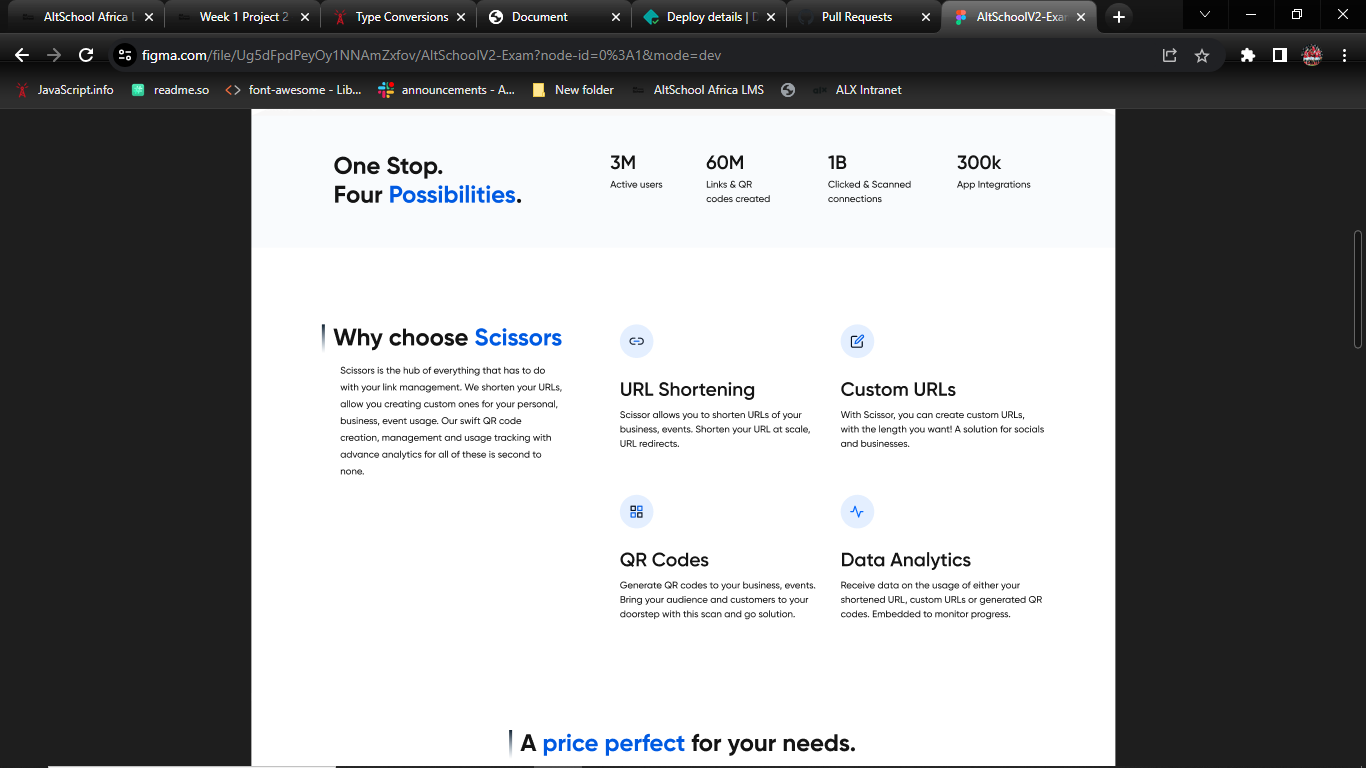 AltSchool Africa L
Week 1 Project 2
Type Conversions
Document
Deploy details | D
Pull Requests
AltSchoolV2-Exam
figma.com/file/Ug5dFpdPeyOy1NNAmZxfov/AltSchoolV2-Exam?node-id=0%3A1&mode=dev
JavaScript.info
readme.so
font-awesome - Lib...
announcements - A...
New folder
AltSchool Africa LMS
ALX Intranet
One Stop.
Four Possibilities.
3M
Active users
60M
Links & QR
codes created
1B
Clicked & Scanned
connections
300k
App Integrations
Why choose Scissors
Scissors is the hub of everything that has to do
with your link management. We shorten your URLs,
allow you creating custom ones for your personal,
business, event usage. Our swift QR code
creation, management and usage tracking with
advance analytics for all of these is second to
none.
URL Shortening
Scissor allows you to shorten URLs of your
business, events. Shorten your URL at scale,
URL redirects.
Custom URLs
With Scissor, you can create custom URLs,
with the length you want! A solution for socials
and businesses.
QR Codes
Generate QR codes to your business, events.
Bring your audience and customers to your
doorstep with this scan and go solution.
Data Analytics
Receive data on the usage of either your
shortened URL, custom URLs or generated QR
codes. Embedded to monitor progress.
A price perfect for your needs.